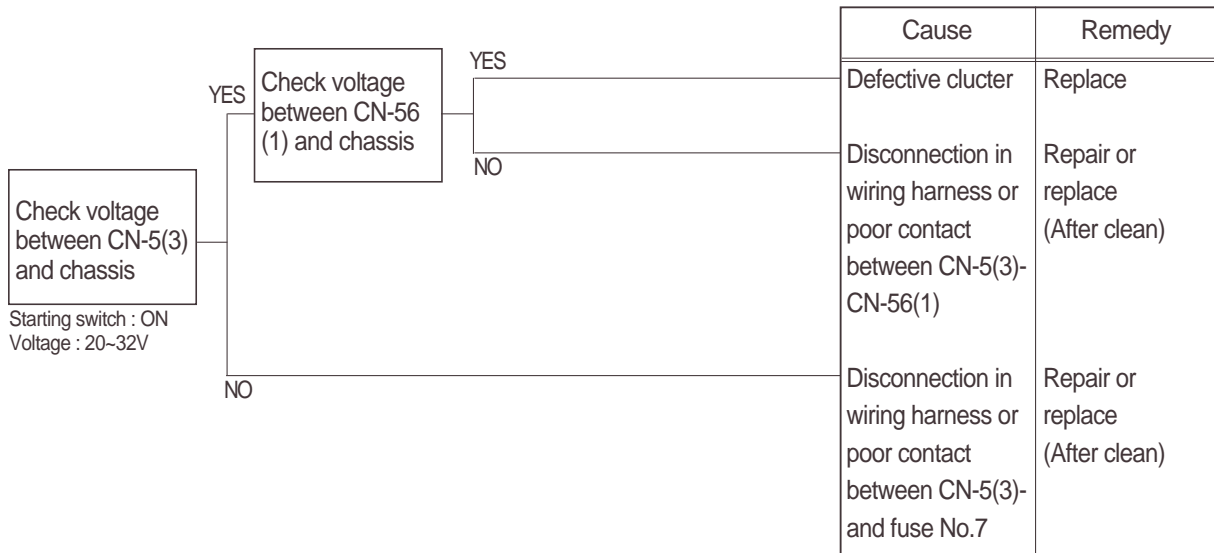 Cause
Remedy
YES
Check voltage
between CN-56
(1) and chassis
YES
NO
Defective clucter
Replace
Disconnection in
wiring harness or
poor contact
between CN-5(3)-
CN-56(1)
Repair or
replace
(After clean)
Check voltage
between CN-5(3)
and chassis
Starting switch : ON
Voltage : 20~32V
NO
Disconnection in
wiring harness or
poor contact
between CN-5(3)-
and fuse No.7
Repair or
replace
(After clean)